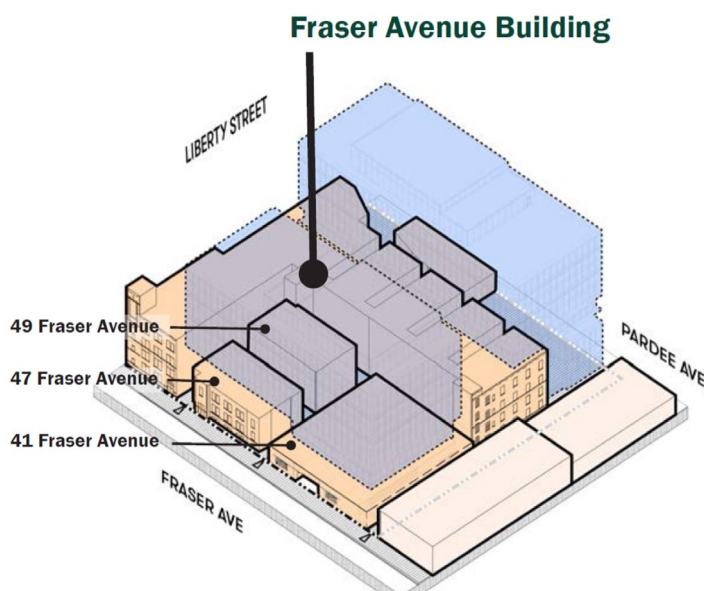 Fraser Avenue Building
LIBERTY STREET
49 Fraser Avenue
47 Fraser Avenue
41 Fraser Avenue
PARDEE AVE
FRASER AVE